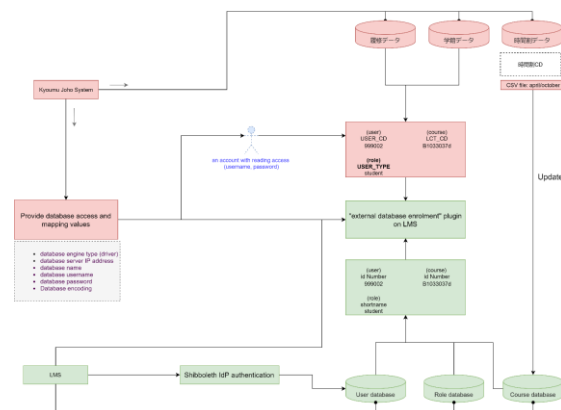 履修データ
学籍データ
時間割データ
時間割CD
CSV file: april/october
Kyoumu Joho System
(user)
USER_CD
999002
(course)
LCT_CD
B1033037d
(role)
USER_TYPE
student
an account with reading access
(username, password)
Update
Provide database access and
mapping values
"external database enrolment" plugin
on LMS
database engine type (driver)
database server IP address
database name
database username
database password
Database encoding
(user)
Id Number
999002
(course)
Id Number
B1033037d
(role)
shortname
student
LMS
Shibboleth IdP authentication
User database
Role database
Course database